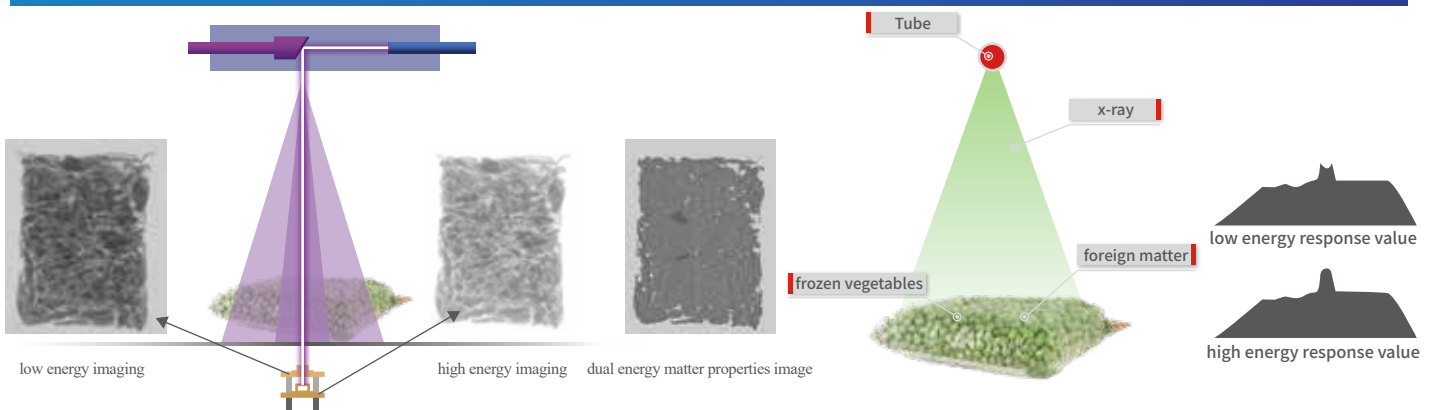 Tube
x-ray
foreign matter
frozen vegetables
low energy response value
high energy response value
low energy imaging
high energy imaging
dual energy matter properties image